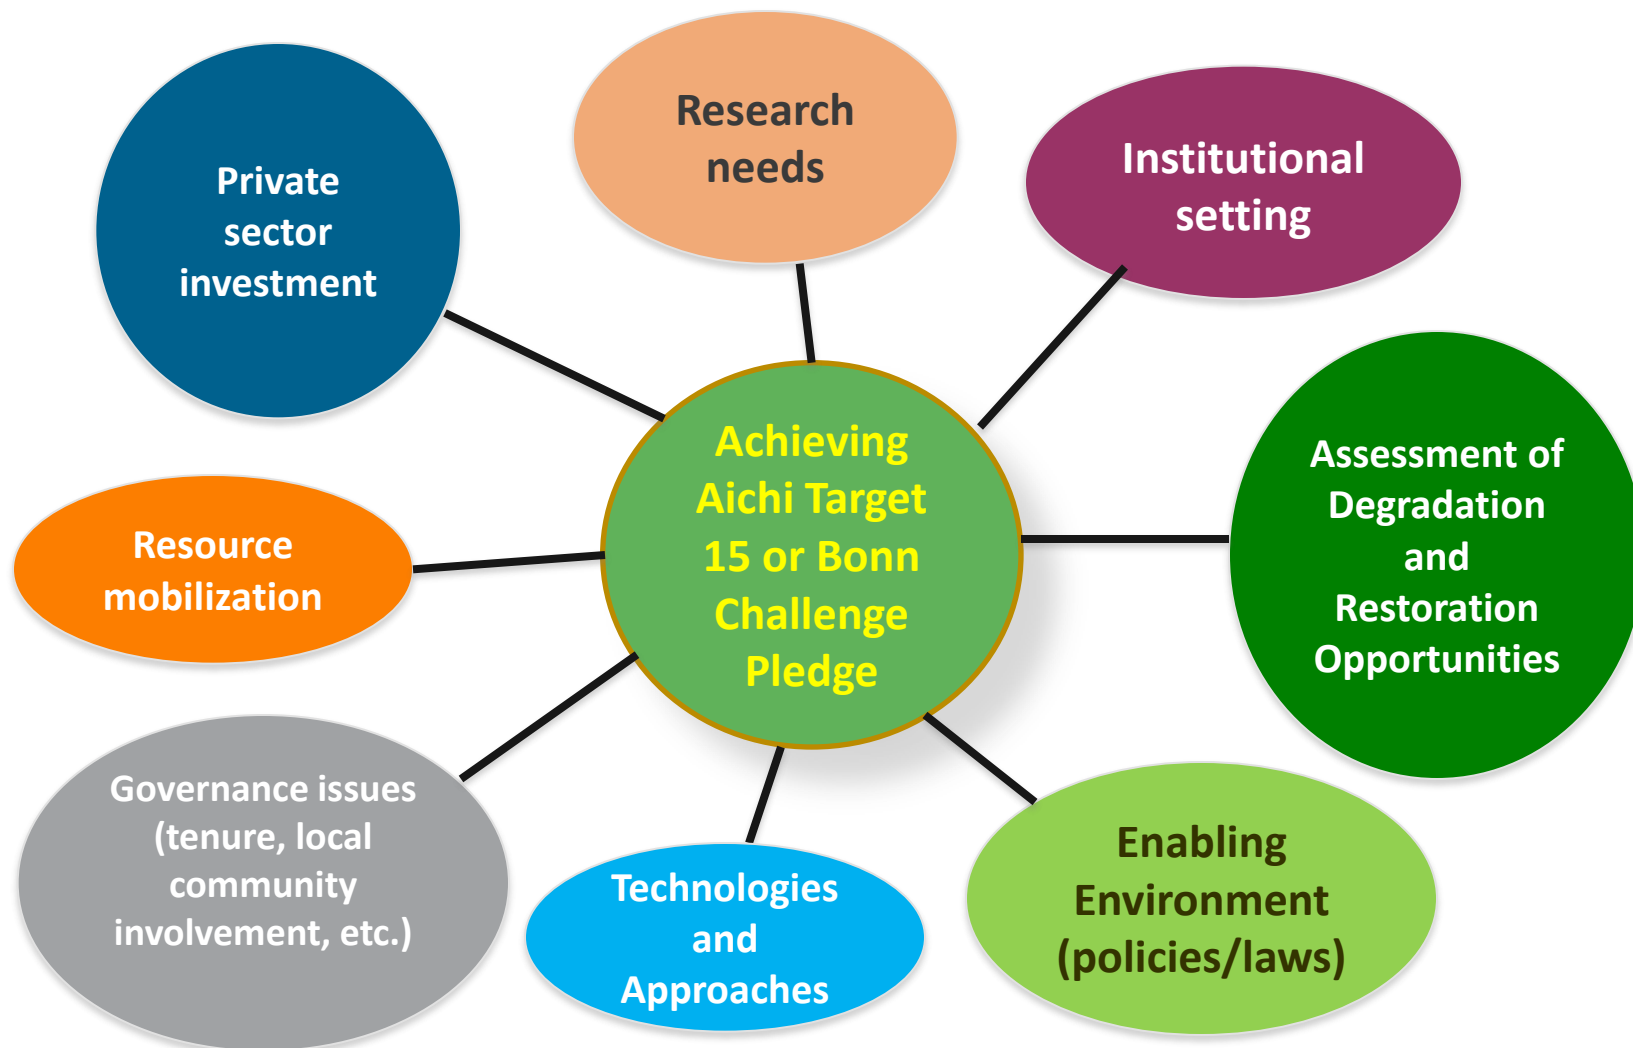 Private
sector
investment
Research
needs
Institutional
setting
Achieving
Aichi Target
15 or Bonn
Challenge
Pledge
Assessment of
Degradation
and
Restoration
Opportunities
Resource
mobilization
Governance issues
(tenure, local
community
involvement, etc.)
Technologies
and
Approaches
Enabling
Environment
(policies/laws)